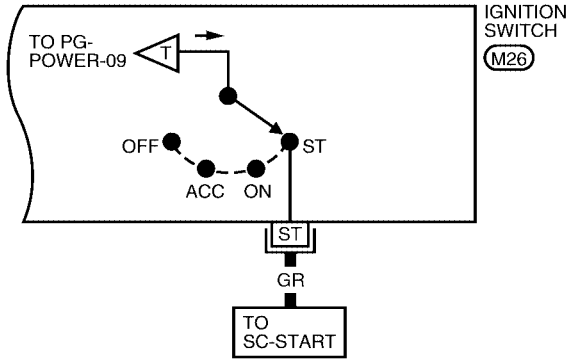 IGNITION
SWITCH
M26
TO PG-
POWER-09
T
OFF
ACC
ON
ST
ST
GR
TO
SC-START